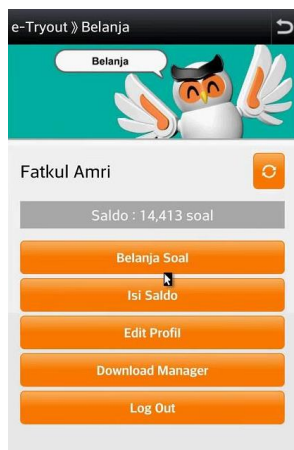 e-Tryout » Belanja
Belanja
Fatkul Amri
Saldo : 14,413 soal
Belanja Soal
Isi Saldo
Edit Profil
Download Manager
Log Out